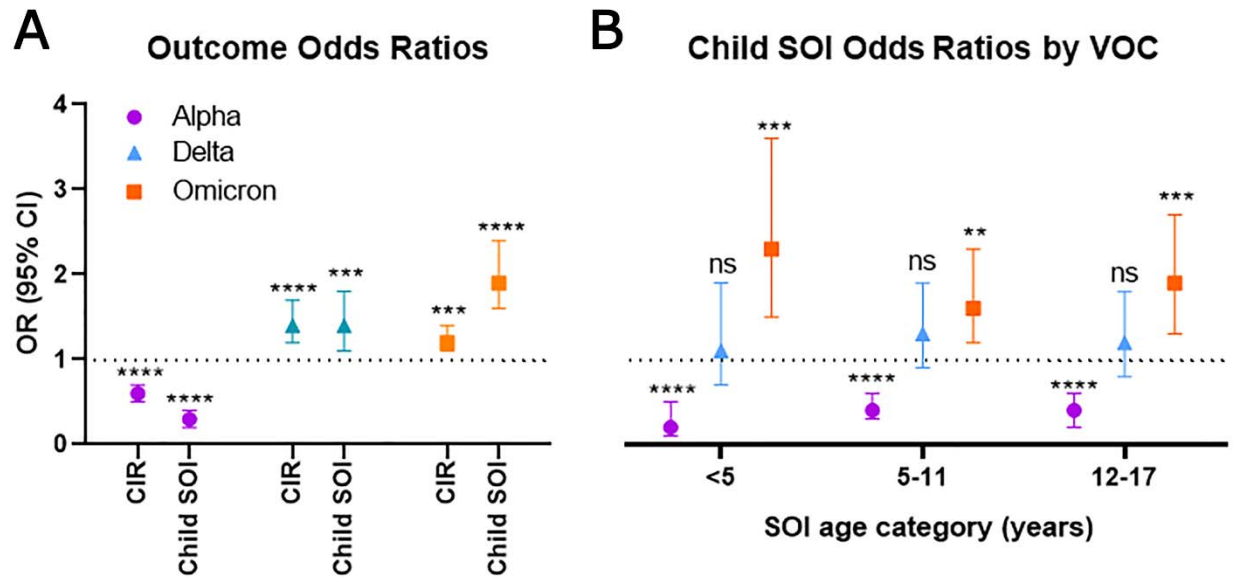 A
Outcome Odds Ratios
OR (95% CI)
4
3
2
1
0
Alpha
Delta
Omicron
****
****
****
***
***
****
CIR
Child SOI
CIR
Child SOI
CIR
Child SOI
B
Child SOI Odds Ratios by VOC
****
ns
***
****
ns
**
****
ns
***
<5
5-11
12-17
SOI age category (years)